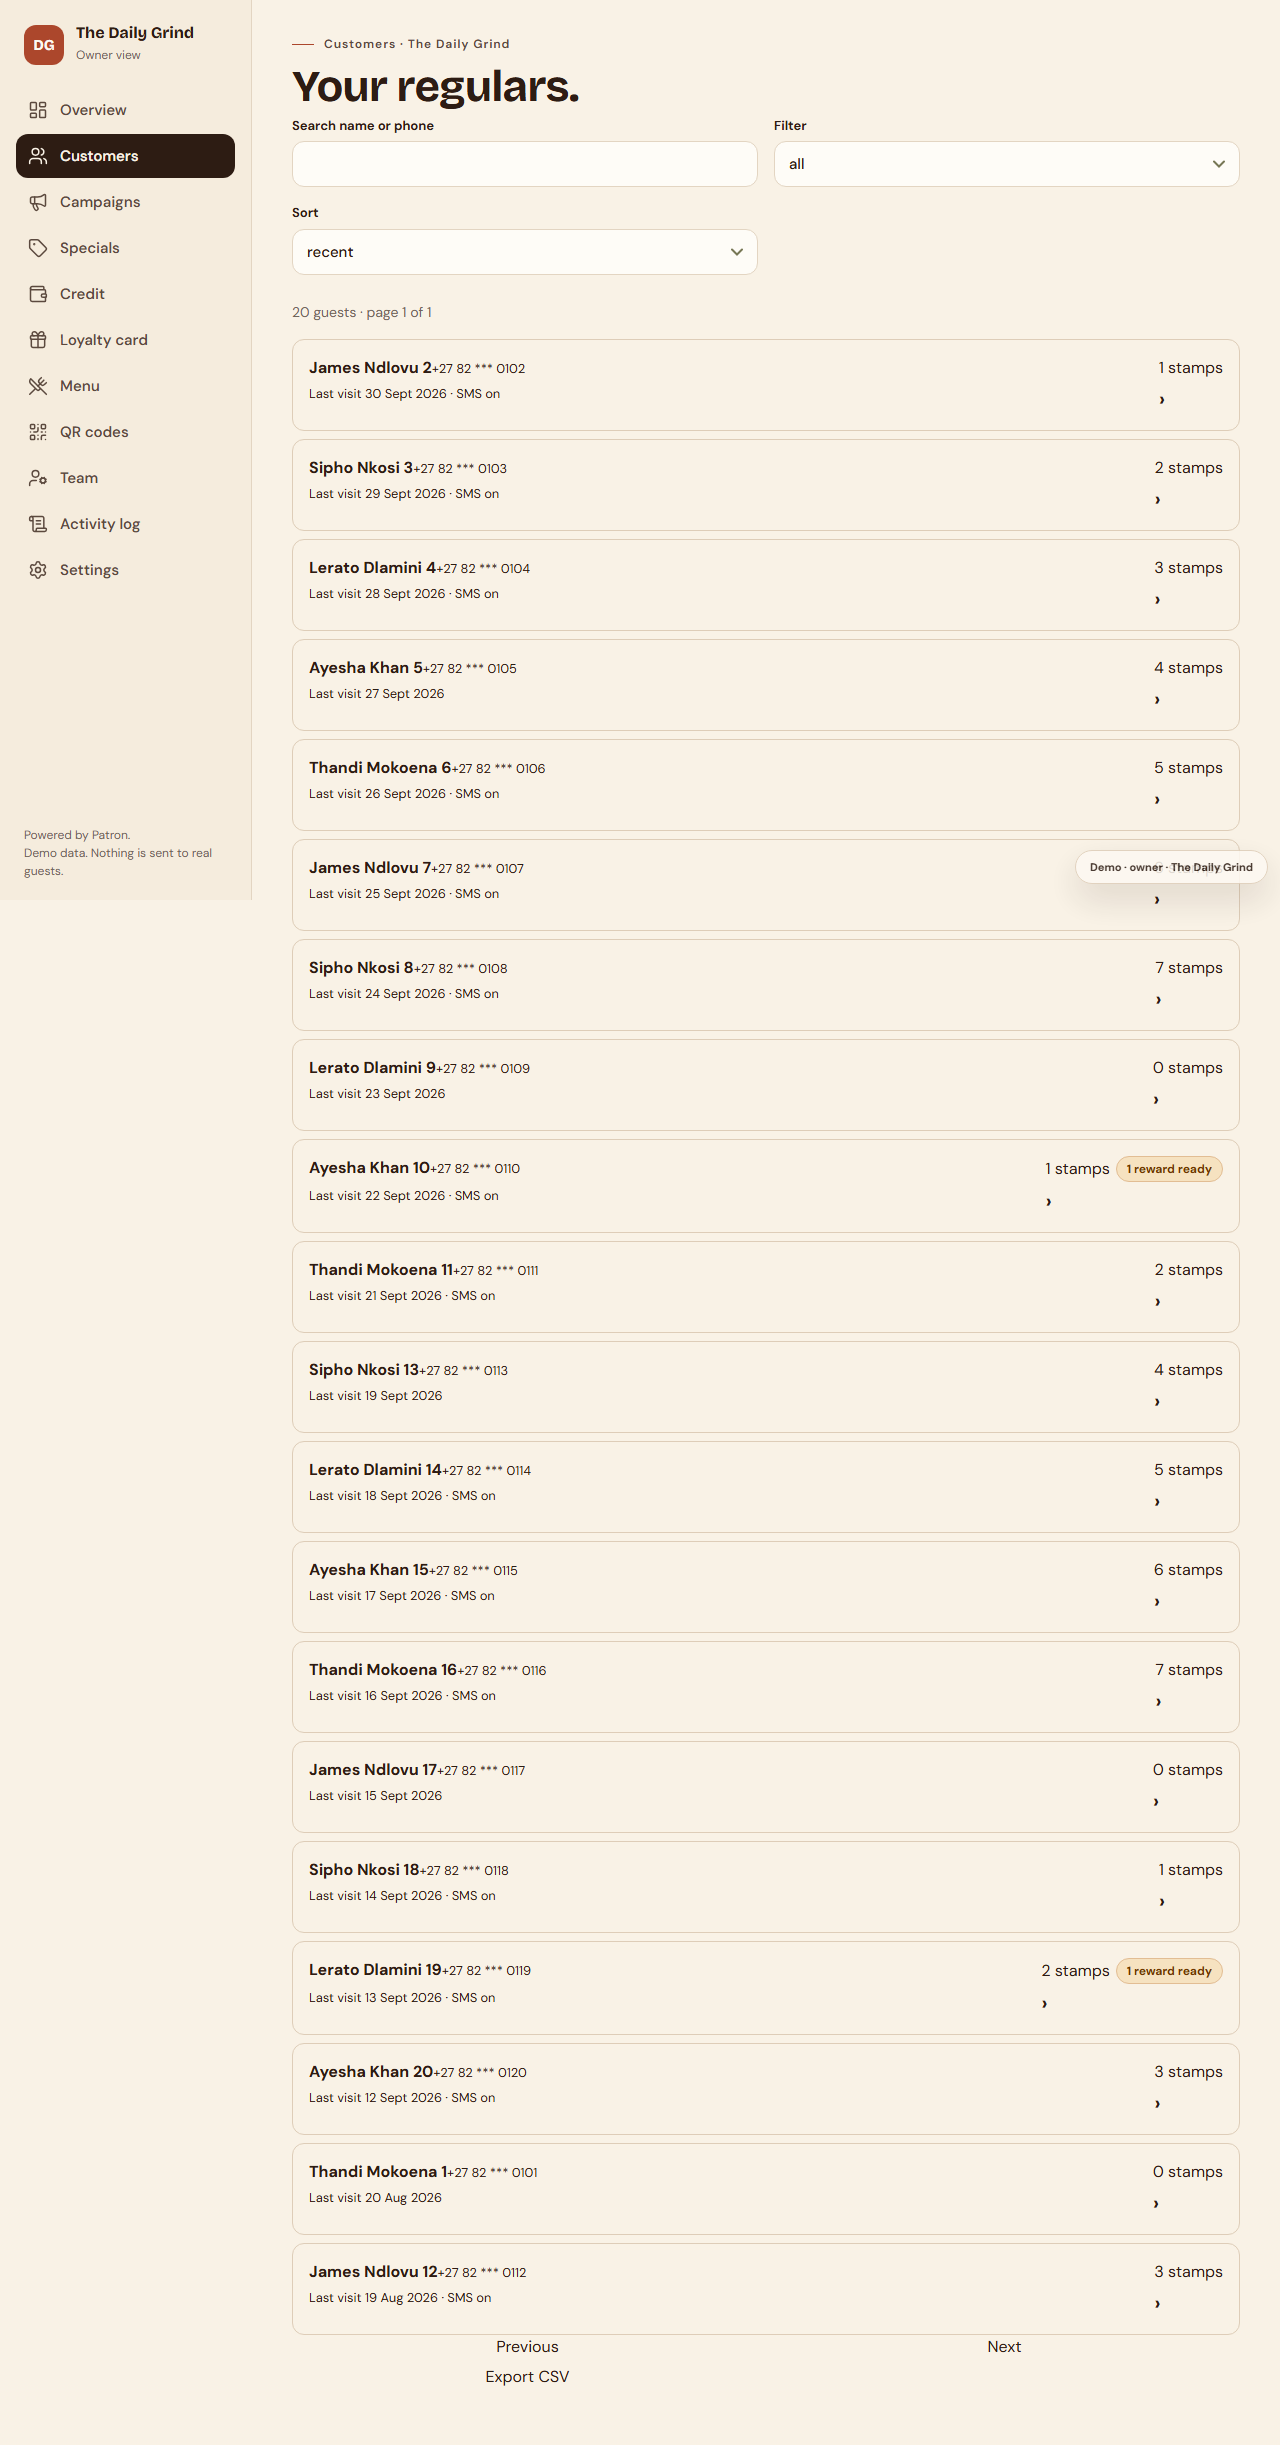 DG
The Daily Grind
Owner view
Overview
Customers
Campaigns
Specials
Credit
Loyalty card
Menu
QR codes
Team
Activity log
Settings
Powered by Patron.
Demo data. Nothing is sent to real
guests.
Customers · The Daily Grind
Your regulars.
Search name or phone
Filter
all
Sort
recent
20 guests · page 1 of 1
James Ndlovu 2+27 82 *** 0102
1 stamps
Last visit 30 Sept 2026 · SMS on
›
Sipho Nkosi 3+27 82 *** 0103
2 stamps
Last visit 29 Sept 2026 · SMS on
›
Lerato Dlamini 4+27 82 *** 0104
3 stamps
Last visit 28 Sept 2026 · SMS on
›
Ayesha Khan 5+27 82 *** 0105
4 stamps
Last visit 27 Sept 2026
›
Thandi Mokoena 6+27 82 *** 0106
5 stamps
Last visit 26 Sept 2026 · SMS on
›
James Ndlovu 7+27 82 *** 0107
Demo · owner · The Daily Grind
Last visit 25 Sept 2026 · SMS on
›
Sipho Nkosi 8+27 82 *** 0108
7 stamps
Last visit 24 Sept 2026 · SMS on
›
Lerato Dlamini 9+27 82 *** 0109
0 stamps
Last visit 23 Sept 2026
›
Ayesha Khan 10+27 82 *** 0110
1 stamps 1 reward ready
Last visit 22 Sept 2026 · SMS on
›
Thandi Mokoena 11+27 82 *** 0111
2 stamps
Last visit 21 Sept 2026 · SMS on
›
Sipho Nkosi 13+27 82 *** 0113
4 stamps
Last visit 19 Sept 2026
›
Lerato Dlamini 14+27 82 *** 0114
5 stamps
Last visit 18 Sept 2026 · SMS on
›
Ayesha Khan 15+27 82 *** 0115
6 stamps
Last visit 17 Sept 2026 · SMS on
›
Thandi Mokoena 16+27 82 *** 0116
7 stamps
Last visit 16 Sept 2026 · SMS on
›
James Ndlovu 17+27 82 *** 0117
0 stamps
Last visit 15 Sept 2026
›
Sipho Nkosi 18+27 82 *** 0118
1 stamps
Last visit 14 Sept 2026 · SMS on
›
Lerato Dlamini 19+27 82 *** 0119
2 stamps 1 reward ready
Last visit 13 Sept 2026 · SMS on
›
Ayesha Khan 20+27 82 *** 0120
3 stamps
Last visit 12 Sept 2026 · SMS on
›
Thandi Mokoena 1+27 82 *** 0101
0 stamps
Last visit 20 Aug 2026
›
James Ndlovu 12+27 82 *** 0112
3 stamps
Last visit 19 Aug 2026 · SMS on
›
Previous
Next
Export CSV